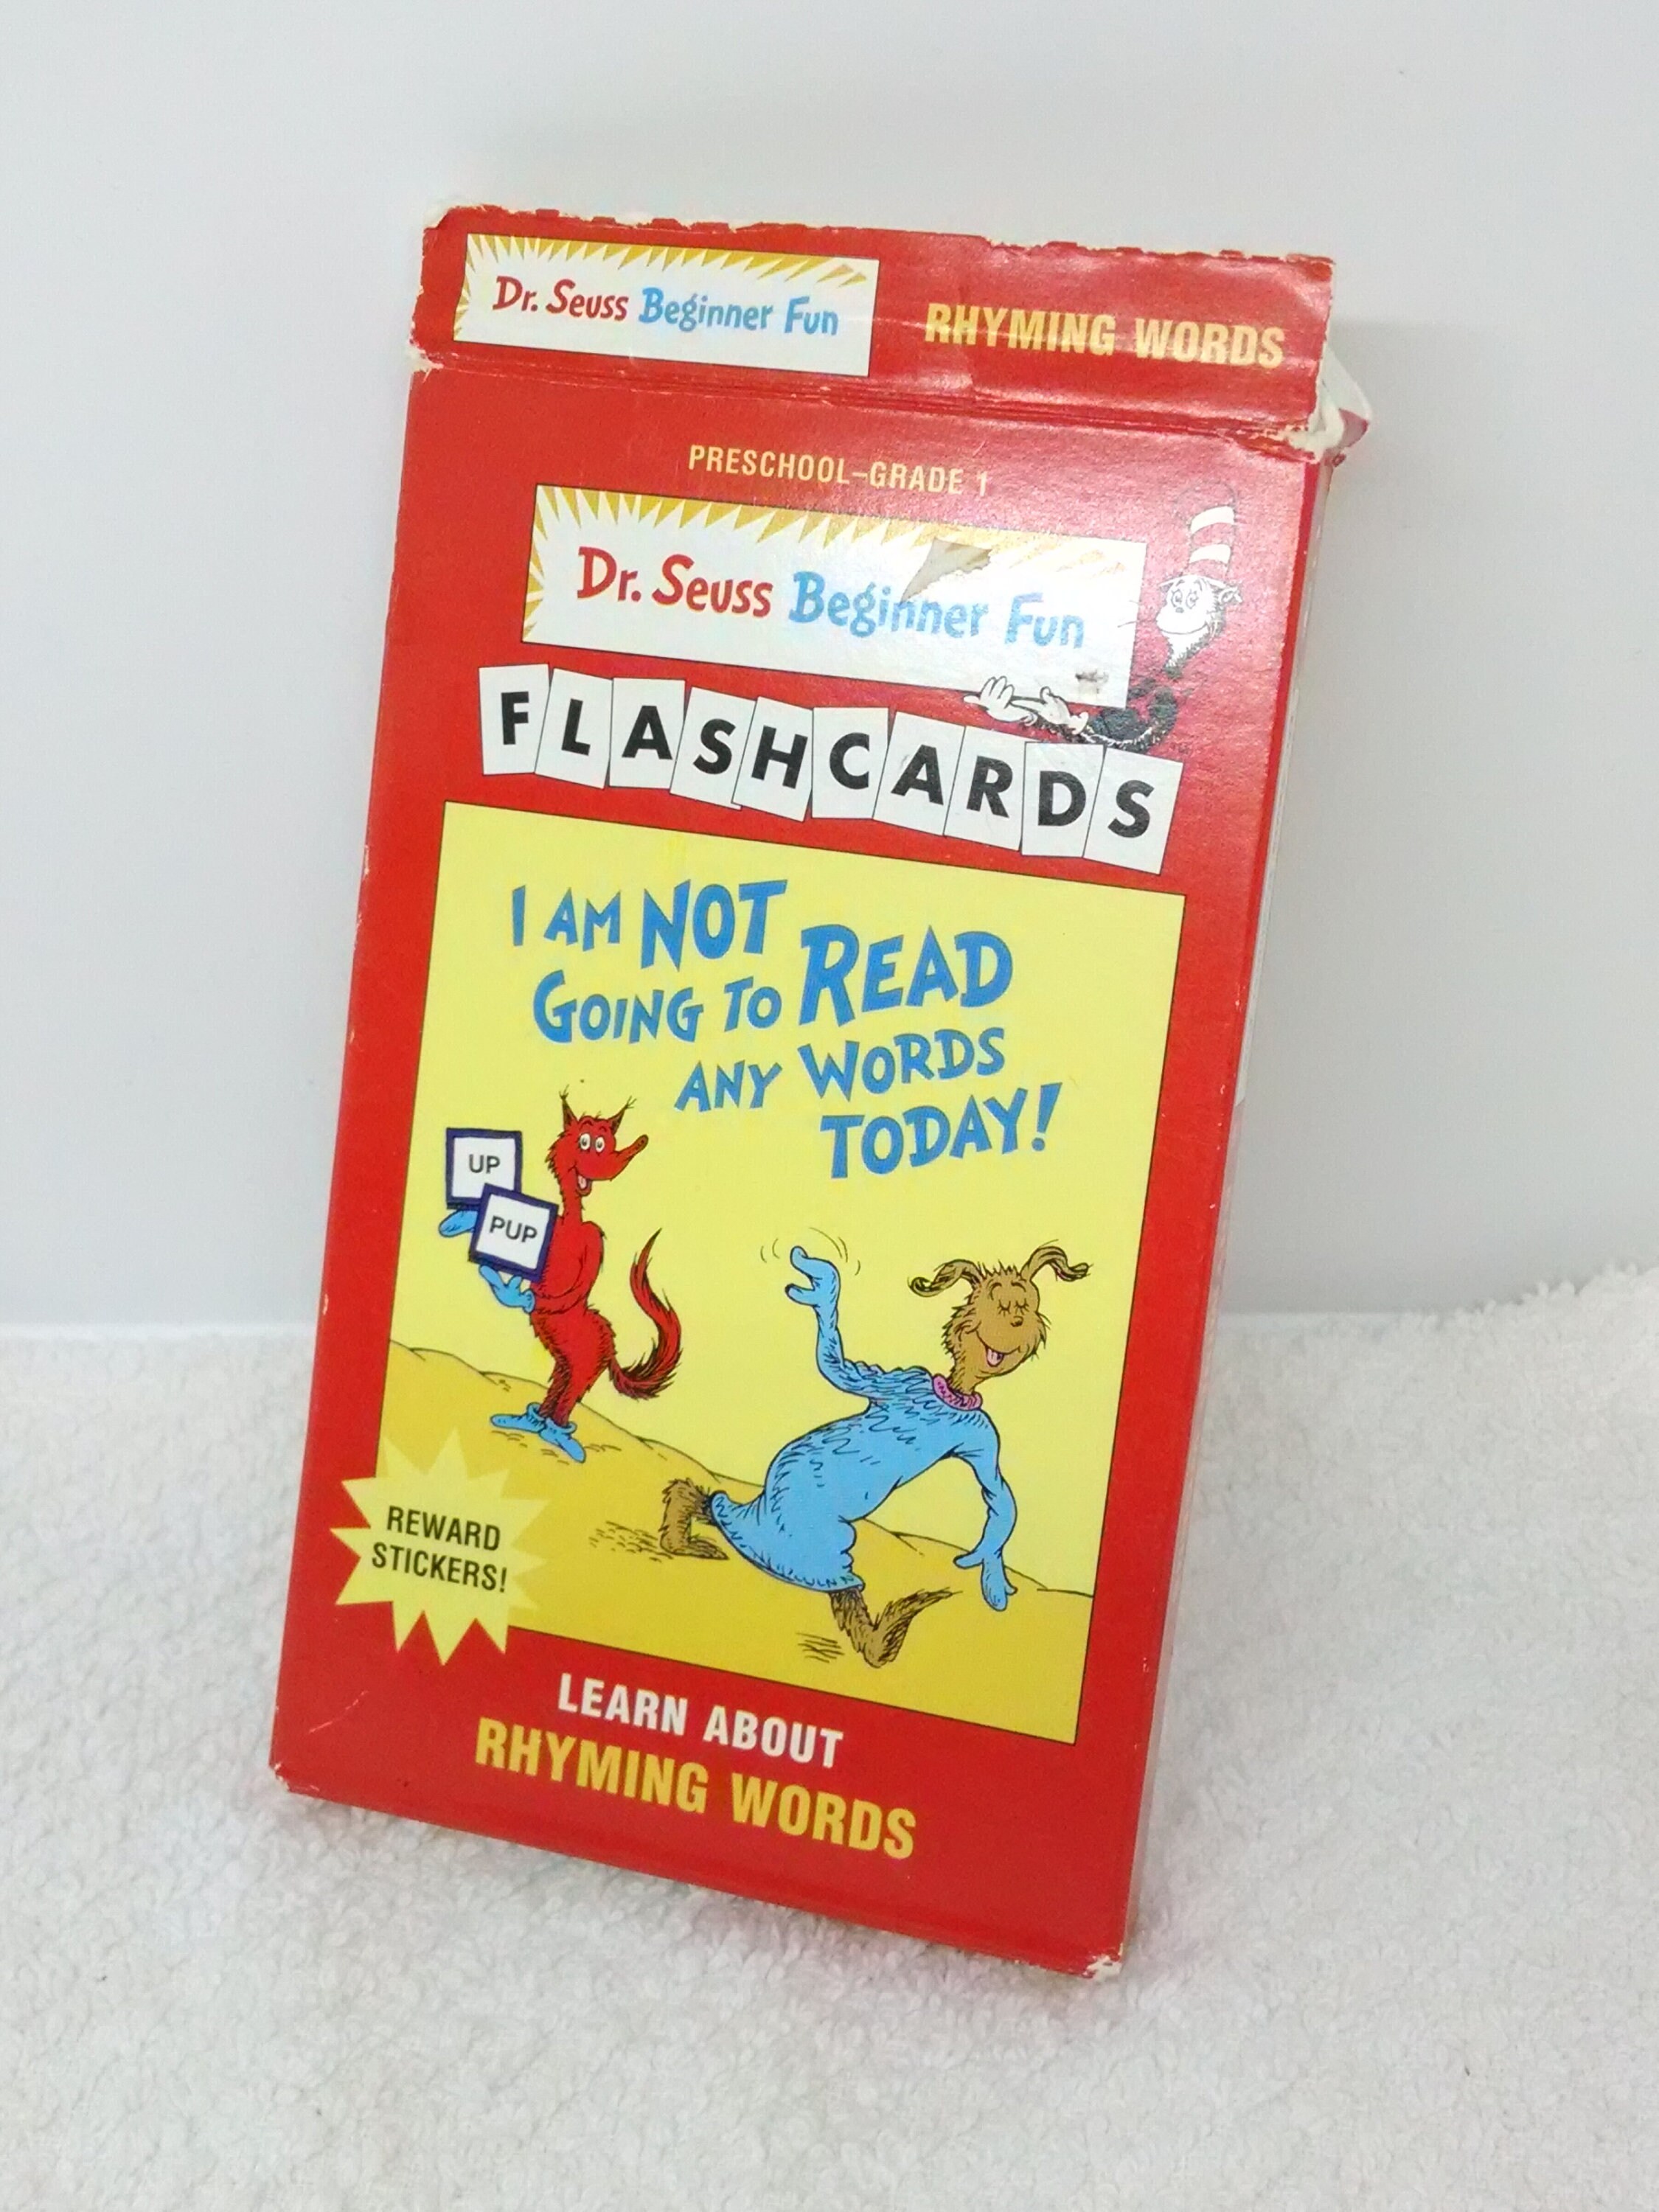 Dr. Seuss Beginner Fun
RHYMING WORDS
PRESCHOOL–GRADE 1
Dr. Seuss Beginner Fun
FLASHCARDS
I AM NOT
GOING TO READ
ANY WORDS
TODAY!
UP
PUP
REWARD
STICKERS!
LEARN ABOUT
RHYMING WORDS